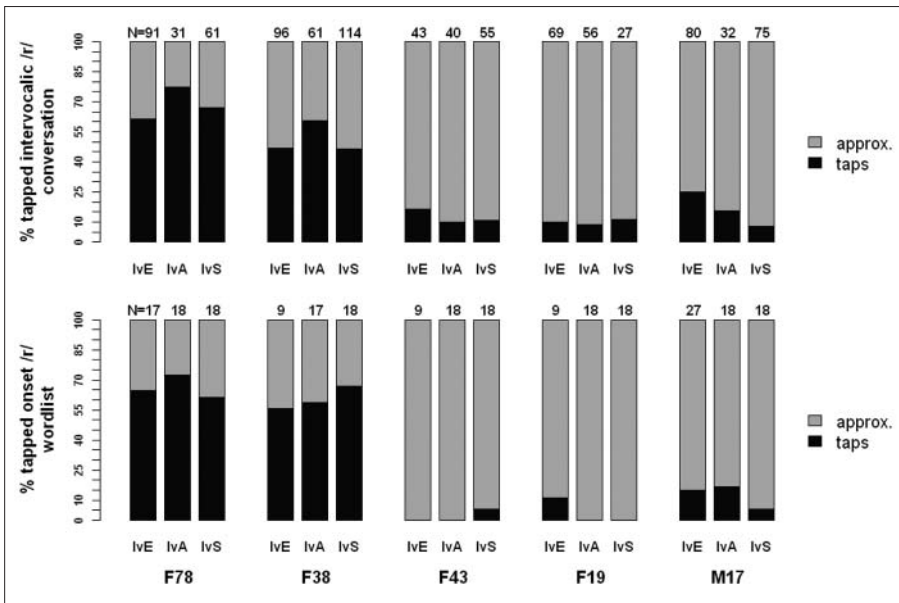 N=91 31 61 96 61 114 43 40 55 69 56 27 80 32 75
% tapped intervocalic /r/
conversation
0 10 25 40 55 70 85 100
approx.
taps
IvE IvA IvS IvE IvA IvS IvE IvA IvS IvE IvA IvS IvE IvA IvS
N=17 18 18 9 17 18 9 18 18 9 18 18 27 18 18
% tapped onset /r/
wordlist
0 10 25 40 55 70 85 100
approx.
taps
IvE IvA IvS IvE IvA IvS IvE IvA IvS IvE IvA IvS IvE IvA IvS
F78 F38 F43 F19 M17